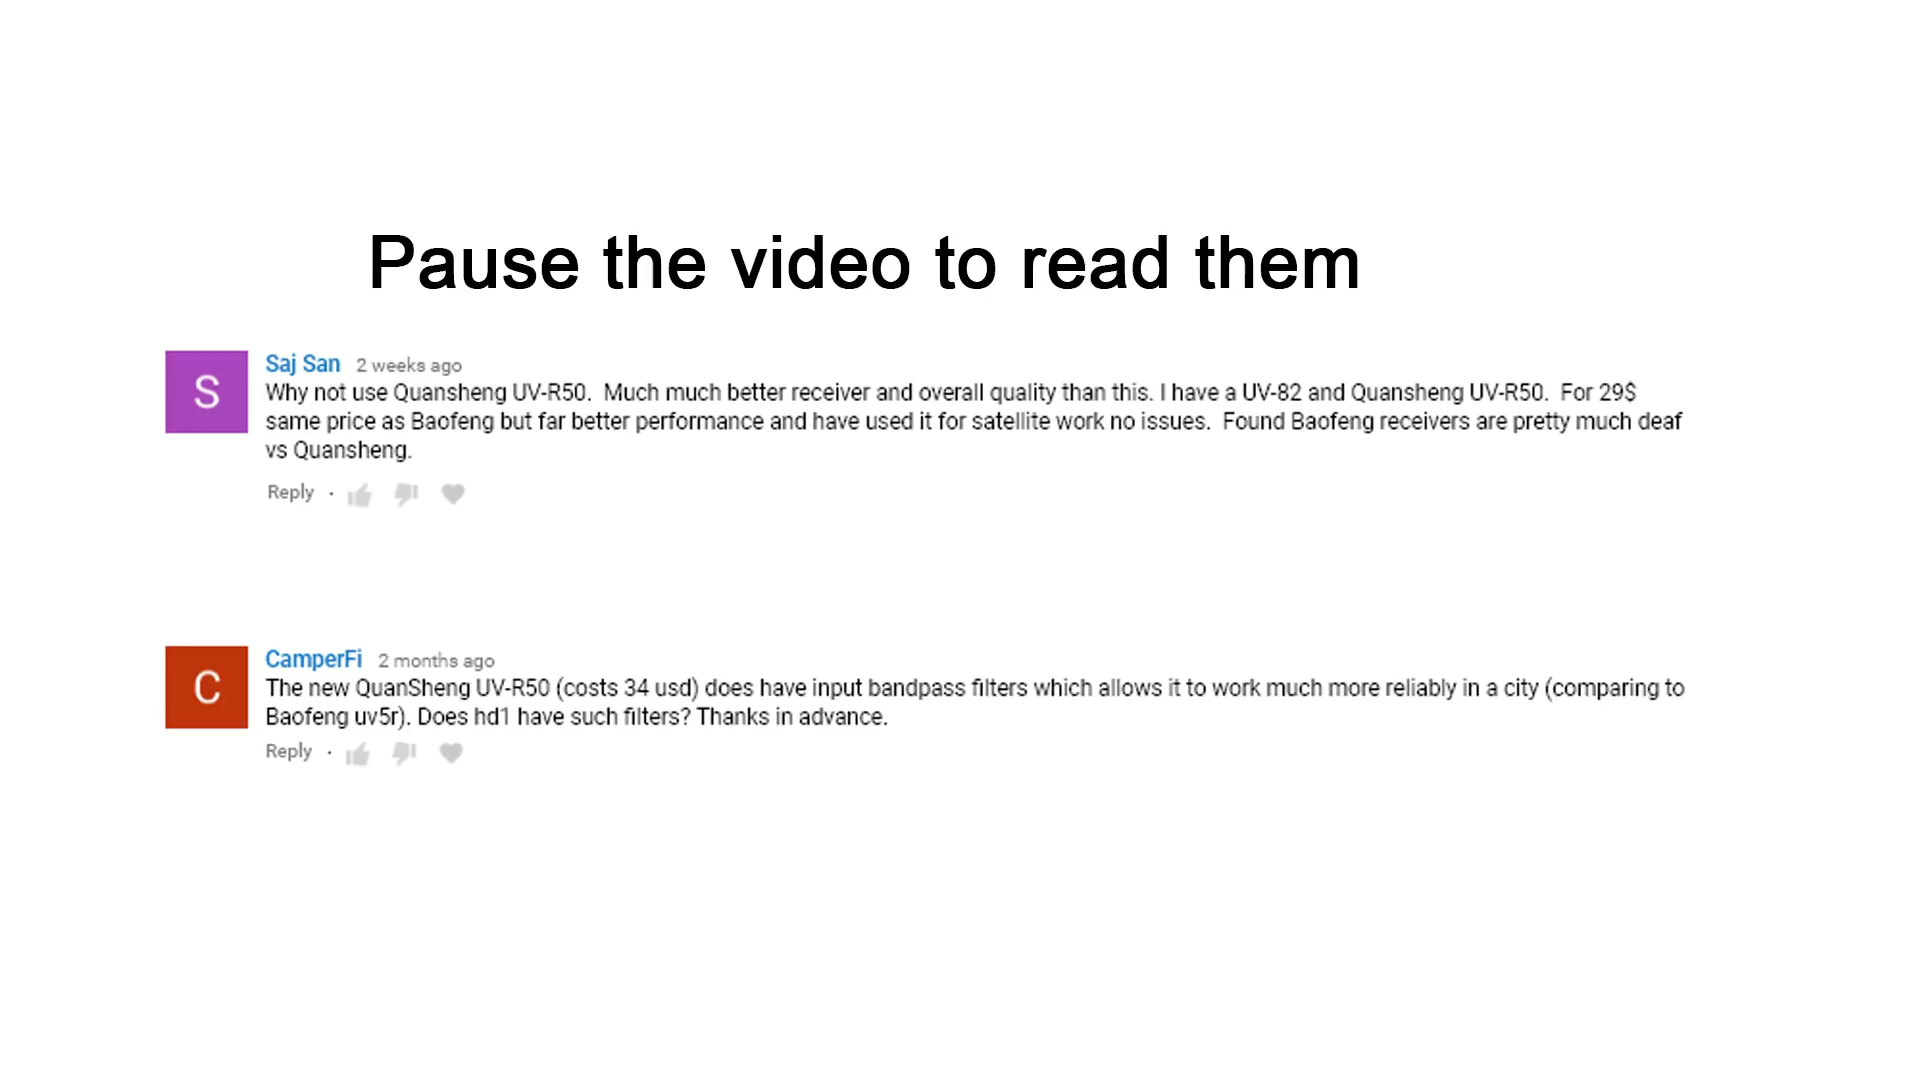 Pause the video to read them
S
Saj San 2 weeks ago
Why not use Quansheng UV-R50.  Much much better receiver and overall quality than this. I have a UV-82 and Quansheng UV-R50.  For 29$
same price as Baofeng but far better performance and have used it for satellite work no issues.  Found Baofeng receivers are pretty much deaf
vs Quansheng.
Reply ·
C
CamperFi 2 months ago
The new QuanSheng UV-R50 (costs 34 usd) does have input bandpass filters which allows it to work much more reliably in a city (comparing to
Baofeng uv5r). Does hd1 have such filters? Thanks in advance.
Reply ·